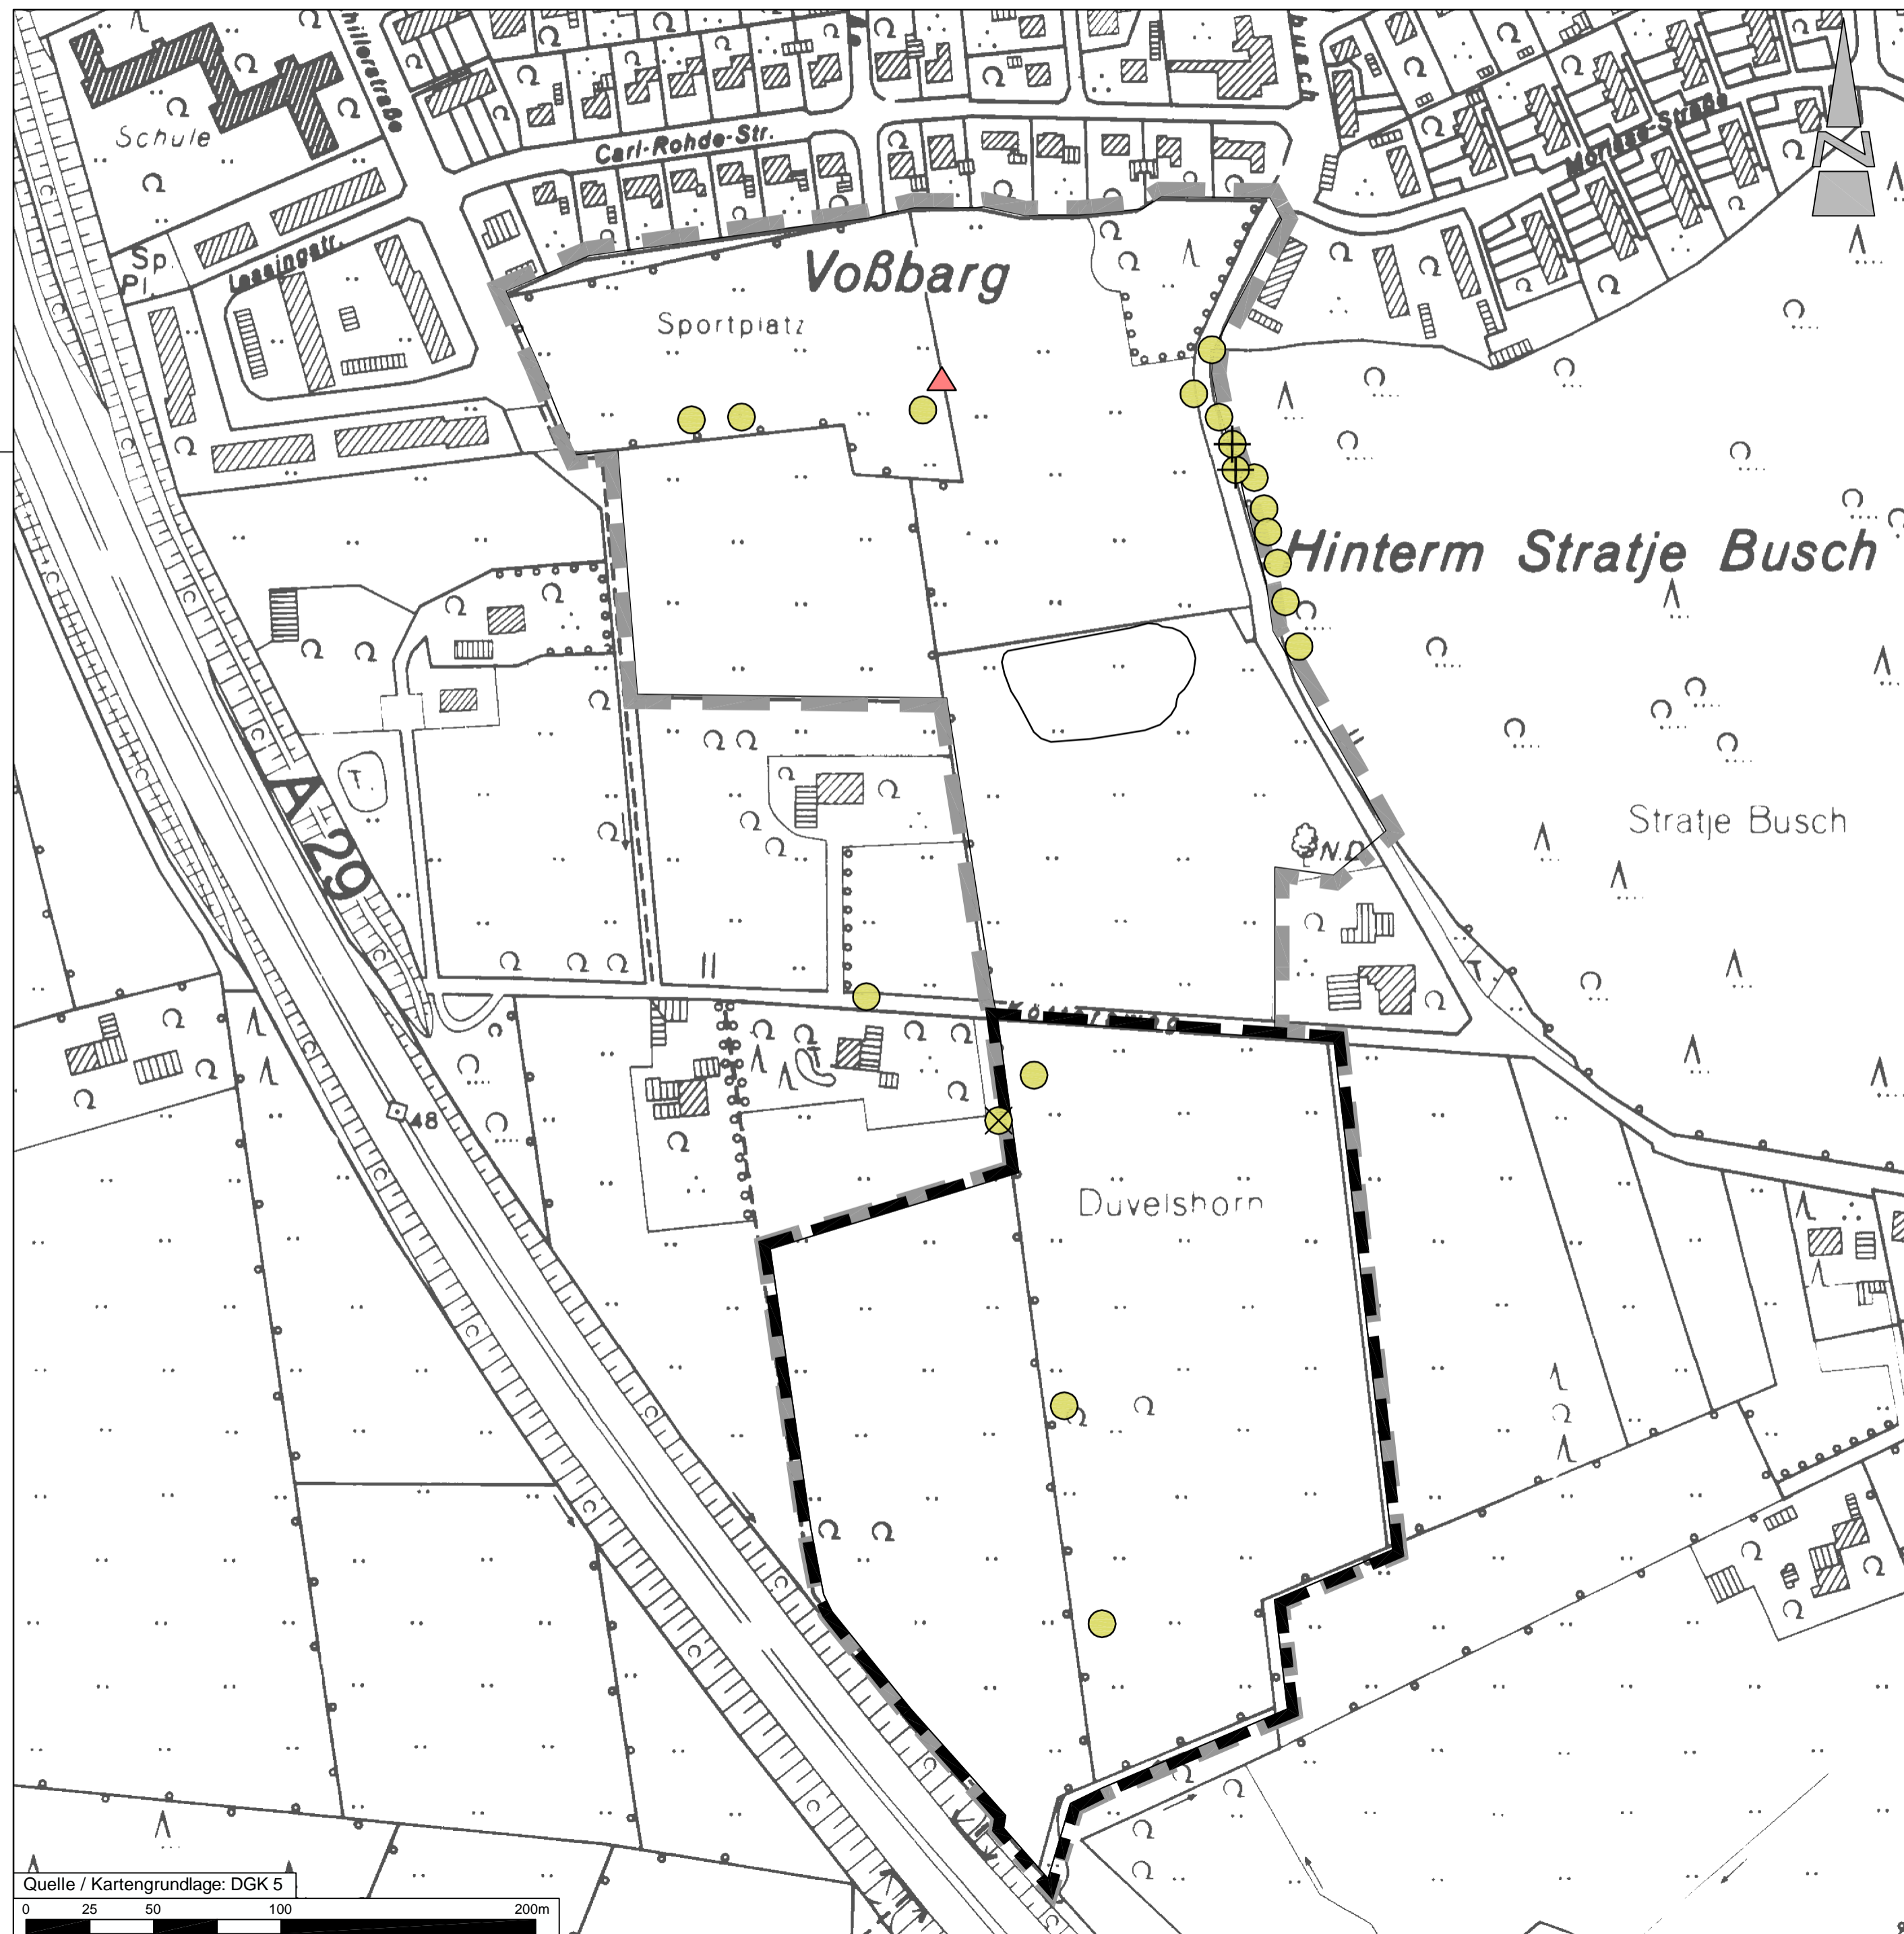 Schule
Carl-Rohde-Str.
Lessingstr.
Sp.
Pl.
Voßbarg
Sportplatz
Hinterm Stratje Busch
A 29
T.
Stratje Busch
N.D.
T.
T
48
Duvelshorn
N
Quelle / Kartengrundlage: DGK 5
0 25 50 100 200m